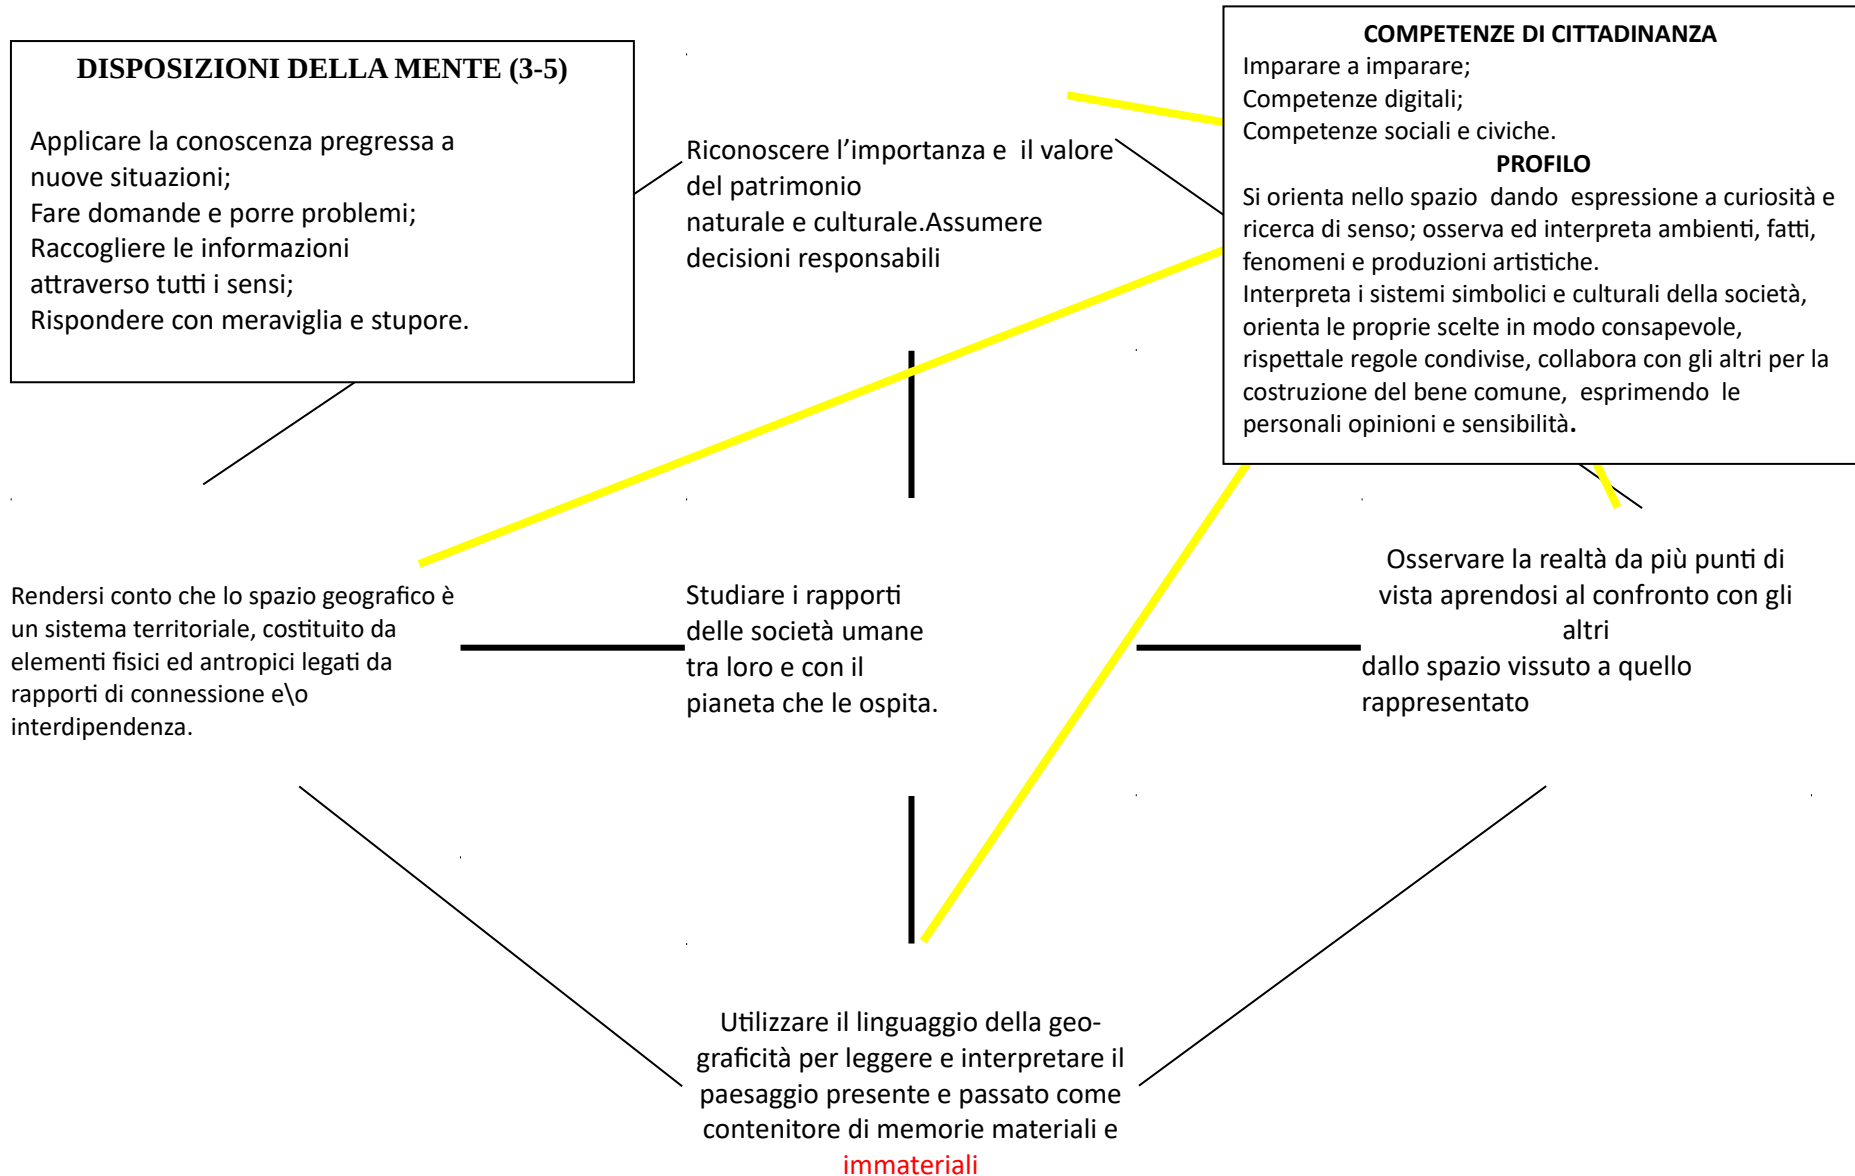 DISPOSIZIONI DELLA MENTE (3-5)
Applicare la conoscenza pregressa a
nuove situazioni;
Fare domande e porre problemi;
Raccogliere le informazioni
attraverso tutti i sensi;
Rispondere con meraviglia e stupore.
Riconoscere l’importanza e  il valore
del patrimonio
naturale e culturale.Assumere
decisioni responsabili
COMPETENZE DI CITTADINANZA
Imparare a imparare;
Competenze digitali;
Competenze sociali e civiche.
PROFILO
Si orienta nello spazio  dando  espressione a curiosità e
ricerca di senso; osserva ed interpreta ambienti, fatti,
fenomeni e produzioni artistiche.
Interpreta i sistemi simbolici e culturali della società,
orienta le proprie scelte in modo consapevole,
rispettale regole condivise, collabora con gli altri per la
costruzione del bene comune,  esprimendo  le
personali opinioni e sensibilità.
Rendersi conto che lo spazio geografico è
un sistema territoriale, costituito da
elementi fisici ed antropici legati da
rapporti di connessione e\o
interdipendenza.
Studiare i rapporti
delle società umane
tra loro e con il
pianeta che le ospita.
Osservare la realtà da più punti di
vista aprendosi al confronto con gli
altri
dallo spazio vissuto a quello
rappresentato
Utilizzare il linguaggio della geo-
graficità per leggere e interpretare il
paesaggio presente e passato come
contenitore di memorie materiali e
immateriali